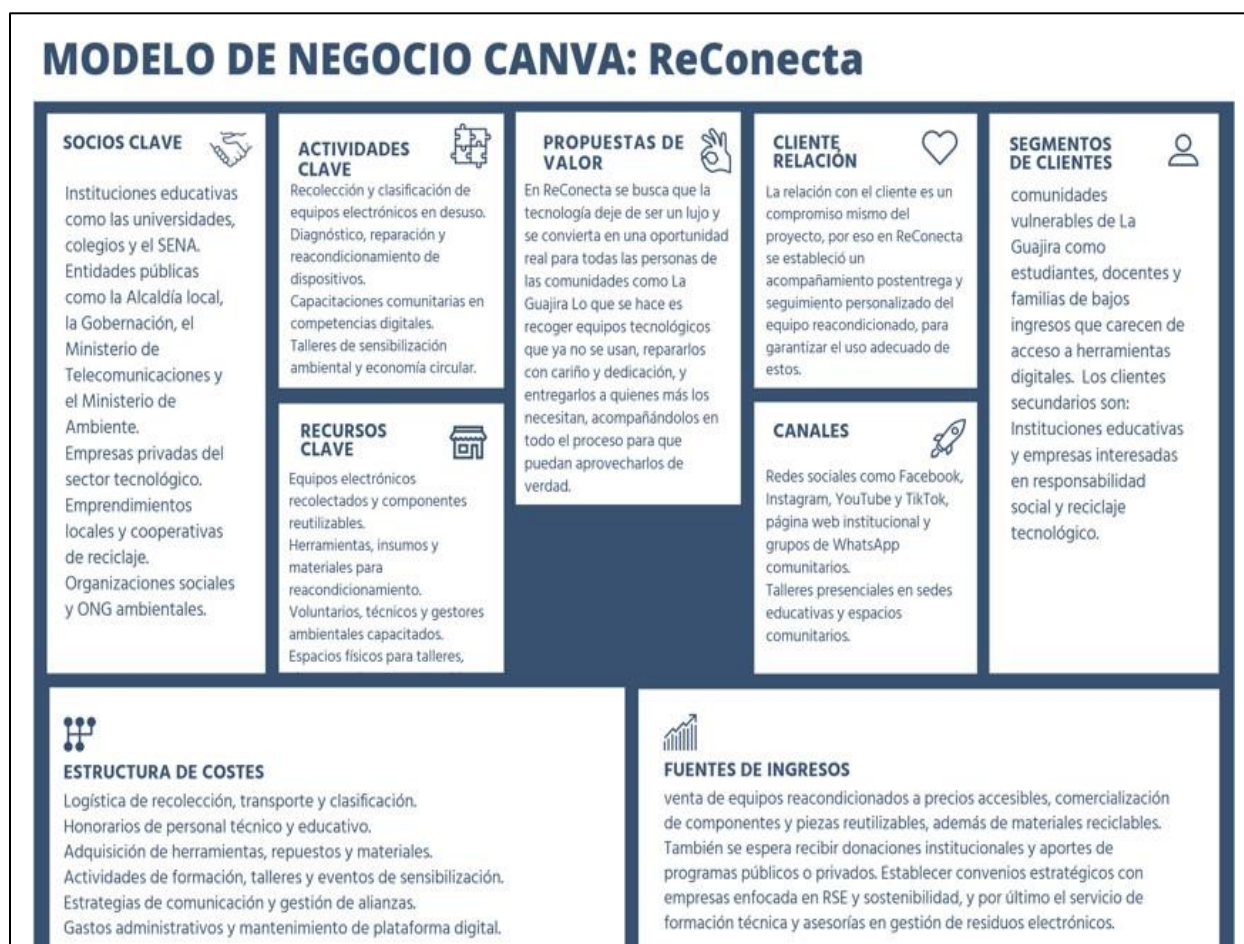 MODELO DE NEGOCIO CANVA: ReConecta
SOCIOS CLAVE
Instituciones educativas
como las universidades,
colegios y el SENA.
Entidades públicas
como la Alcaldía local,
la Gobernación, el
Ministerio de
Telecomunicaciones y
el Ministerio de
Ambiente.
Empresas privadas del
sector tecnológico.
Emprendimientos
locales y cooperativas
de reciclaje.
Organizaciones sociales
y ONG ambientales.
ACTIVIDADES
CLAVE
Recolección y clasificación de
equipos electrónicos en desuso.
Diagnóstico, reparación y
reacondicionamiento de
dispositivos.
Capacitaciones comunitarias en
competencias digitales.
Talleres de sensibilización
ambiental y economía circular.
RECURSOS
CLAVE
Equipos electrónicos
recolectados y componentes
reutilizables.
Herramientas, insumos y
materiales para
reacondicionamiento.
Voluntarios, técnicos y gestores
ambientales capacitados.
Espacios físicos para talleres,
PROPUESTAS DE
VALOR
En ReConecta se busca que la
tecnología deje de ser un lujo y
se convierta en una oportunidad
real para todas las personas de
las comunidades como La
Guajira Lo que se hace es
recoger equipos tecnológicos
que ya no se usan, repararlos
con cariño y dedicación, y
entregarlos a quienes más los
necesitan, acompañándolos en
todo el proceso para que
puedan aprovecharlos de
verdad.
CLIENTE
RELACIÓN
La relación con el cliente es un
compromiso mismo del
proyecto, por eso en ReConecta
se estableció un
acompañamiento postentrega y
seguimiento personalizado del
equipo reacondicionado, para
garantizar el uso adecuado de
estos.
CANALES
Redes sociales como Facebook,
Instagram, YouTube y TikTok,
página web institucional y
grupos de WhatsApp
comunitarios.
Talleres presenciales en sedes
educativas y espacios
comunitarios.
SEGMENTOS
DE CLIENTES
comunidades
vulnerables de La
Guajira como
estudiantes, docentes y
familias de bajos
ingresos que carecen de
acceso a herramientas
digitales. Los clientes
secundarios son:
Instituciones educativas
y empresas interesadas
en responsabilidad
social y reciclaje
tecnológico.
ESTRUCTURA DE COSTES
Logística de recolección, transporte y clasificación.
Honorarios de personal técnico y educativo.
Adquisición de herramientas, repuestos y materiales.
Actividades de formación, talleres y eventos de sensibilización.
Estrategias de comunicación y gestión de alianzas.
Gastos administrativos y mantenimiento de plataforma digital.
FUENTES DE INGRESOS
venta de equipos reacondicionados a precios accesibles, comercialización
de componentes y piezas reutilizables, además de materiales reciclables.
También se espera recibir donaciones institucionales y aportes de
programas públicos o privados. Establecer convenios estratégicos con
empresas enfocada en RSE y sostenibilidad, y por último el servicio de
formación técnica y asesorías en gestión de residuos electrónicos.